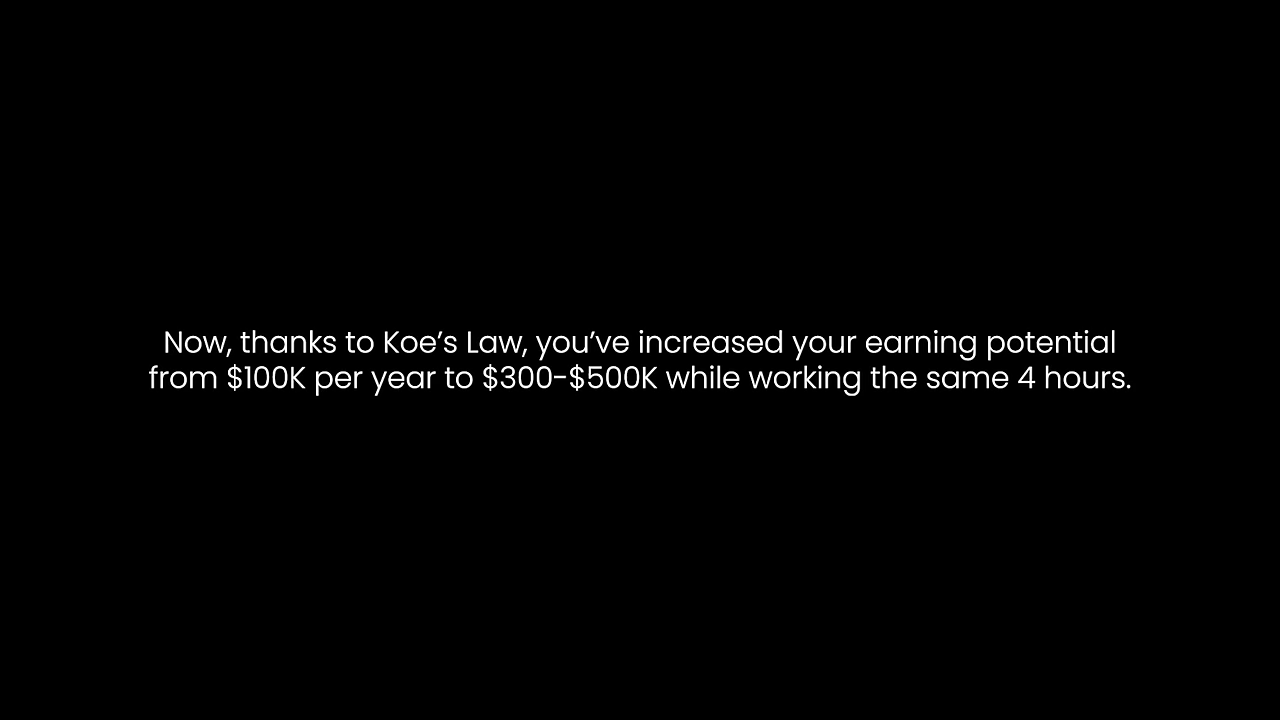 Now, thanks to Koe’s Law, you’ve increased your earning potential
from $100K per year to $300-$500K while working the same 4 hours.